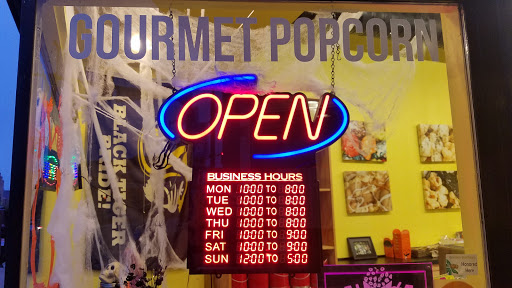 GOURMET POPCORN
OPEN
BLACK TIGER
PRIDE!
BUSINESS HOURS
MON 10:00 TO 8:00
TUE 10:00 TO 8:00
WED 10:00 TO 8:00
THU 10:00 TO 8:00
FRI 10:00 TO 9:00
SAT 10:00 TO 9:00
SUN 12:00 TO 5:00